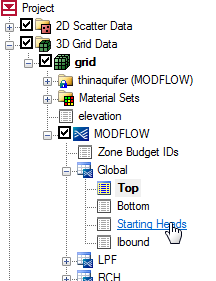 Project
2D Scatter Data
3D Grid Data
grid
thinaquifer (MODFLOW)
Material Sets
elevation
MODFLOW
Zone Budget IDs
Global
Top
Bottom
Starting Heads
Ibound
LPF
RCH